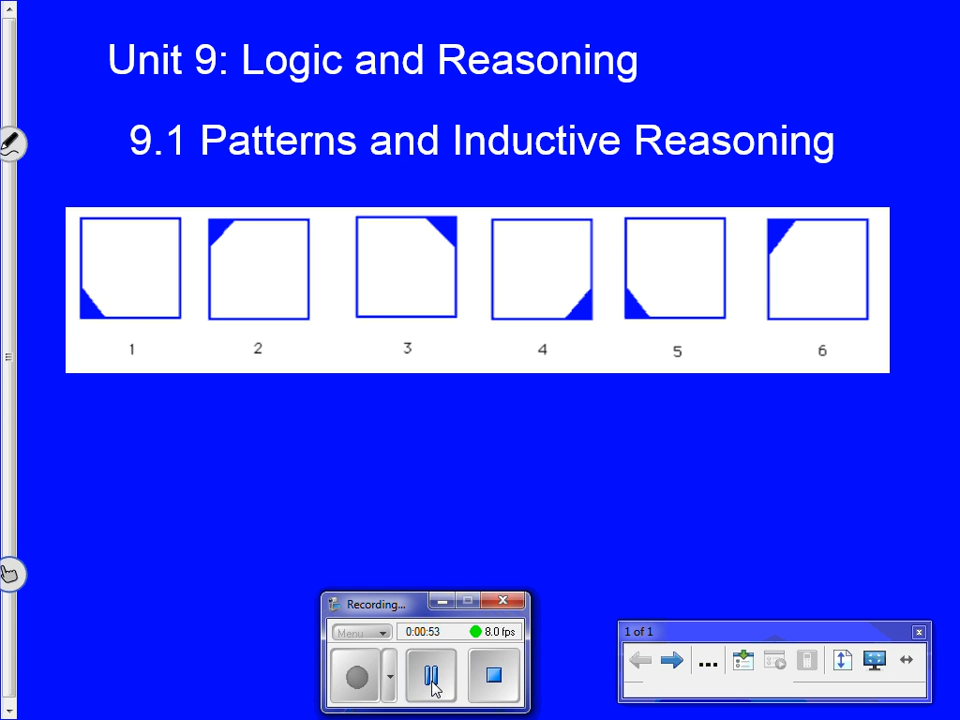 Unit 9: Logic and Reasoning
9.1 Patterns and Inductive Reasoning
1 2 3 4 5 6
Recording...
Menu 0:00:53 8.0 fps
1 of 1